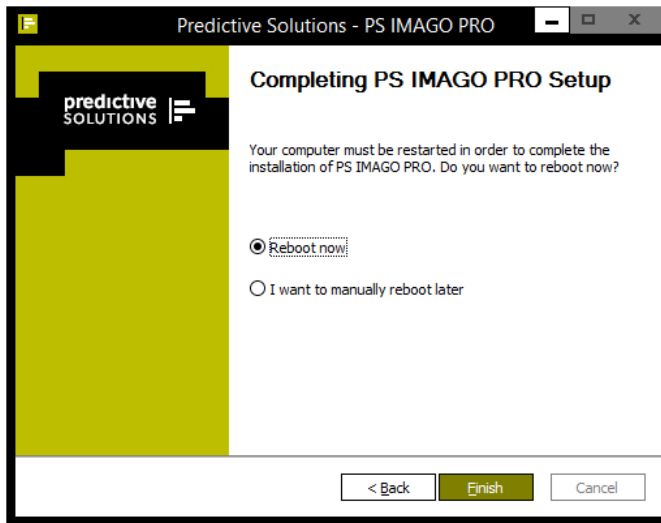 Predictive Solutions - PS IMAGO PRO
predictive
SOLUTIONS
Completing PS IMAGO PRO Setup
Your computer must be restarted in order to complete the
installation of PS IMAGO PRO. Do you want to reboot now?
Reboot now
I want to manually reboot later
< Back
Finish
Cancel